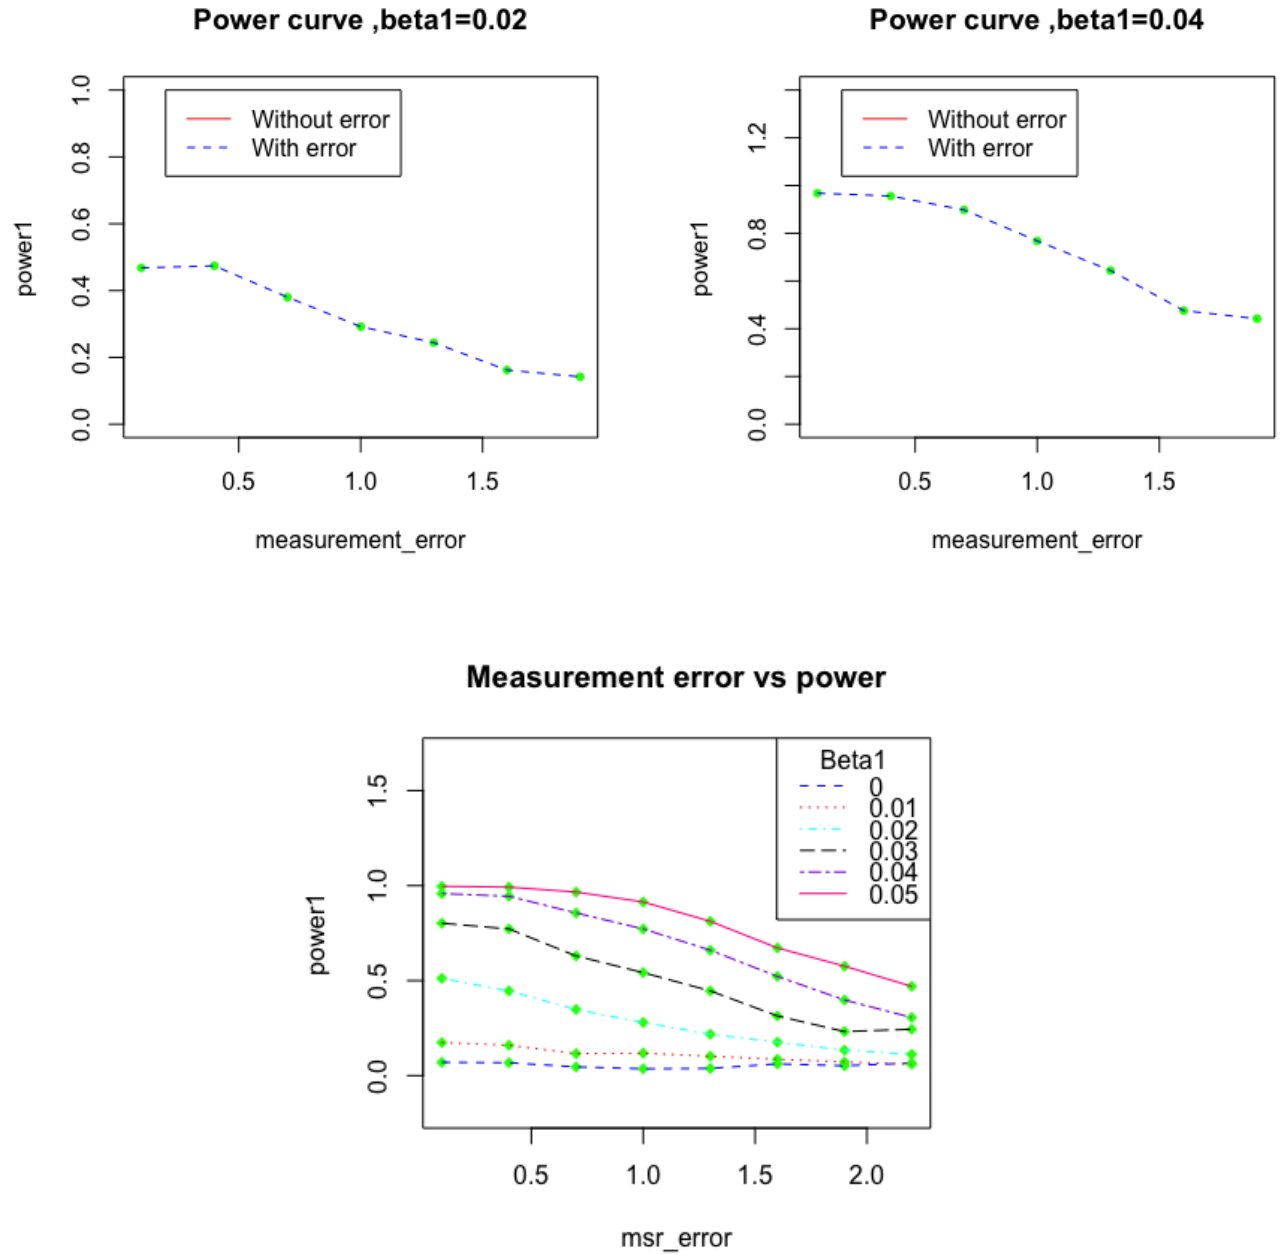 Power curve ,beta1=0.02
1.0
0.8
0.6
0.4
0.2
0.0
power1
Without error
With error
0.5 1.0 1.5
measurement_error
Power curve ,beta1=0.04
1.2
0.8
0.4
0.0
power1
Without error
With error
0.5 1.0 1.5
measurement_error
Measurement error vs power
1.5
1.0
0.5
0.0
power1
Beta1
0
0.01
0.02
0.03
0.04
0.05
0.5 1.0 1.5 2.0
msr_error